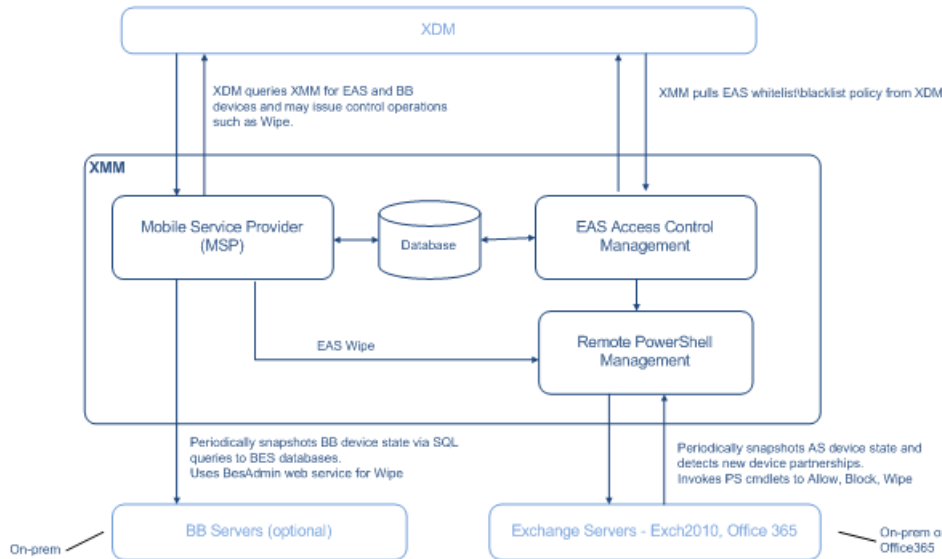 XDM
XDM queries XMM for EAS and BB
devices and may issue control operations
such as Wipe.
XMM pulls EAS whitelist\blacklist policy from XDM
XMM
Mobile Service Provider
(MSP)
Database
EAS Access Control
Management
EAS Wipe
Remote PowerShell
Management
Periodically snapshots BB device state via SQL
queries to BES databases.
Uses BesAdmin web service for Wipe
Periodically snapshots AS device state and
detects new device partnerships.
Invokes PS cmdlets to Allow, Block, Wipe
On-prem
BB Servers (optional)
Exchange Servers - Exch2010, Office 365
On-prem o
Office365